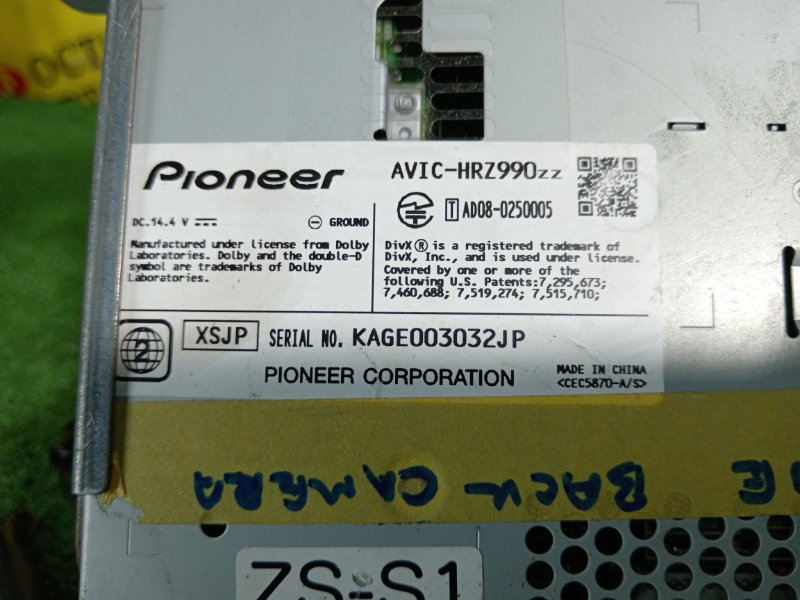 OCTI
Pioneer
AVIC-HRZ990zz
DC.14.4 V
GROUND
T AD08-0250005
Manufactured under license from Dolby
Laboratories. Dolby and the double-D
symbol are trademarks of Dolby
Laboratories.
DivX ® is a registered trademark of
DivX, Inc., and is used under license.
Covered by one or more of the
following U.S. Patents:7,295,673;
7,460,688; 7,519,274; 7,515,710;
2
XSJP
SERIAL NO. KAGE003032JP
PIONEER CORPORATION
MADE IN CHINA
<CEC5870-A/S>
BACK CAMERA
ZS-S1